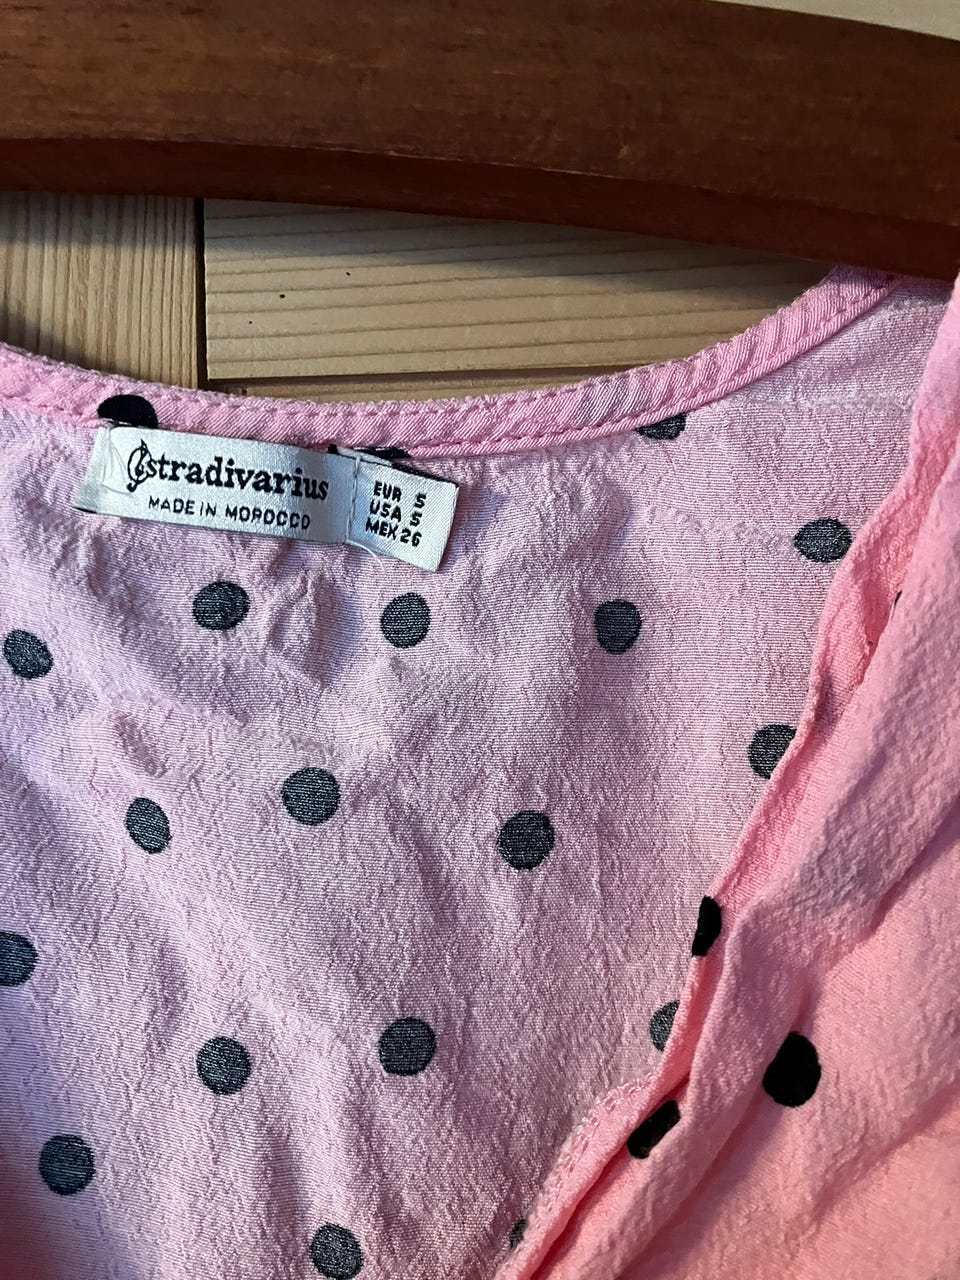 stradivarius
MADE IN MOROCCO
EUR S
USA S
MEX 26